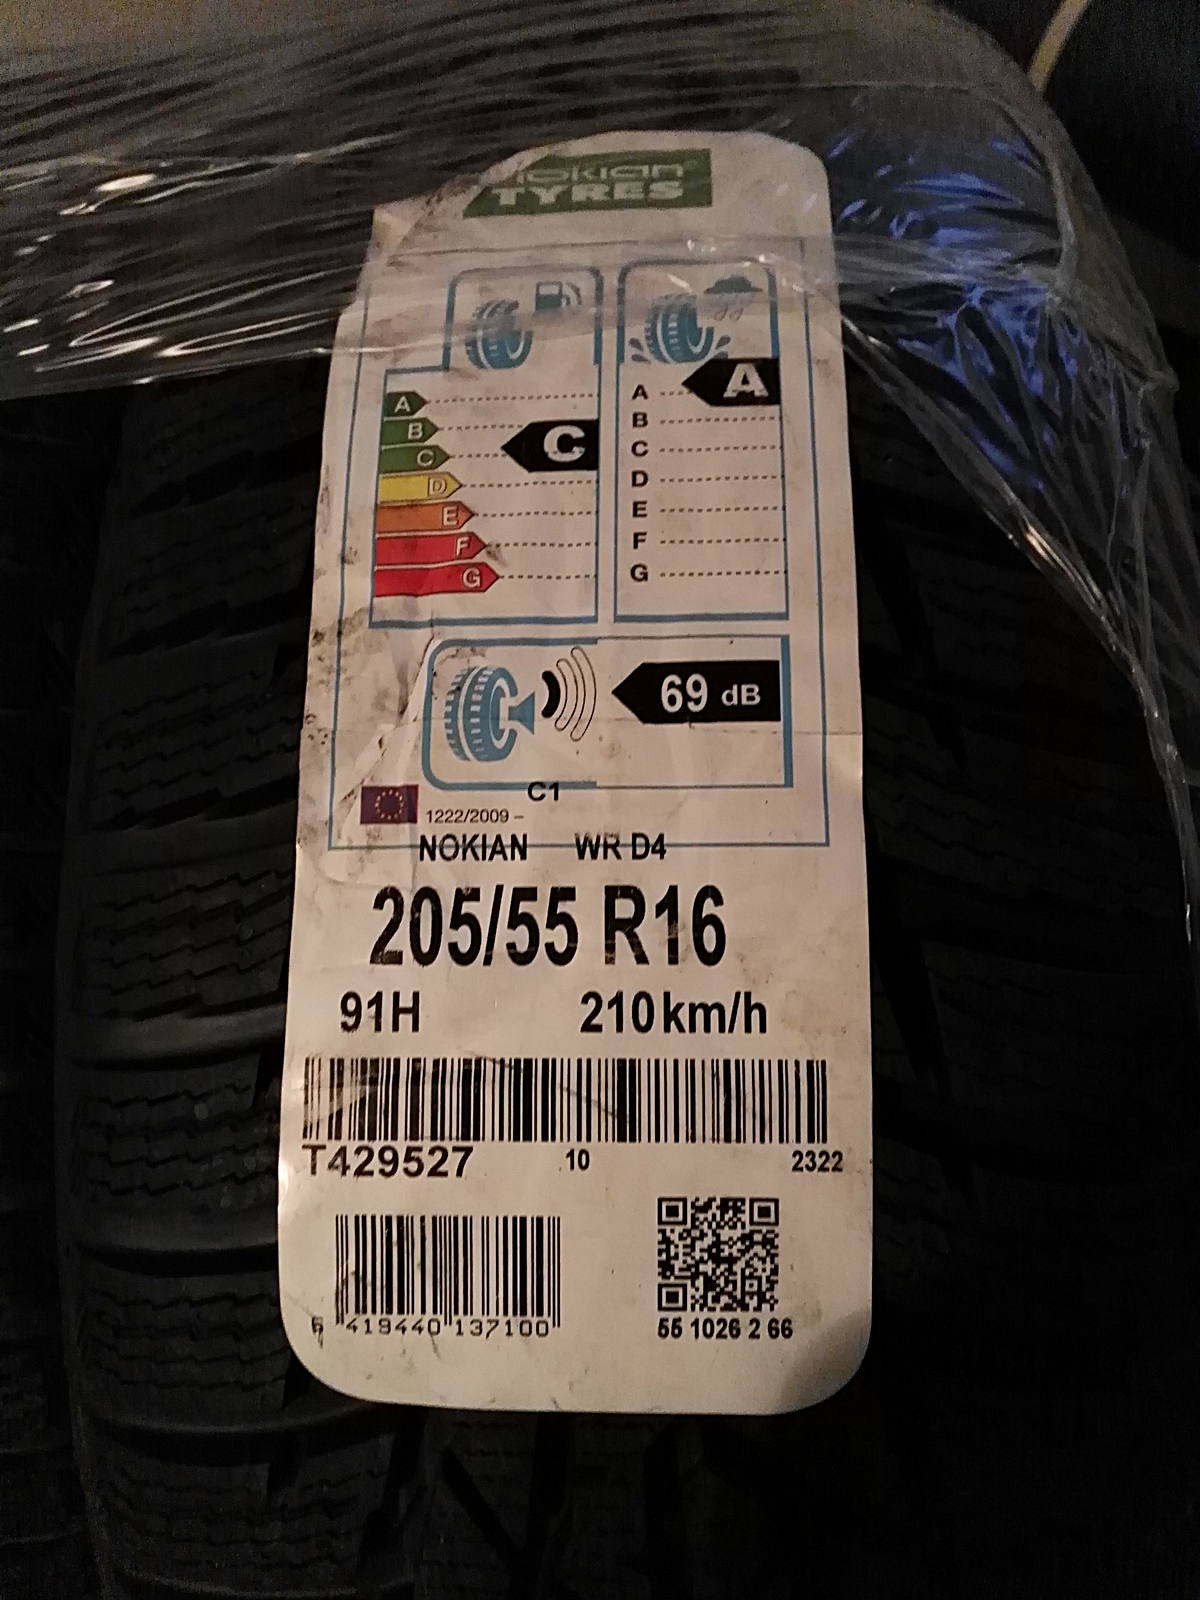 nokian®
TYRES
A
B
C
D
E
F
G
C
A
B
C
D
E
F
G
A
69 dB
C1
1222/2009 –
NOKIAN WR D4
205/55 R16
91H 210 km/h
T429527 10 2322
6 419440 137100
55 1026 2 66